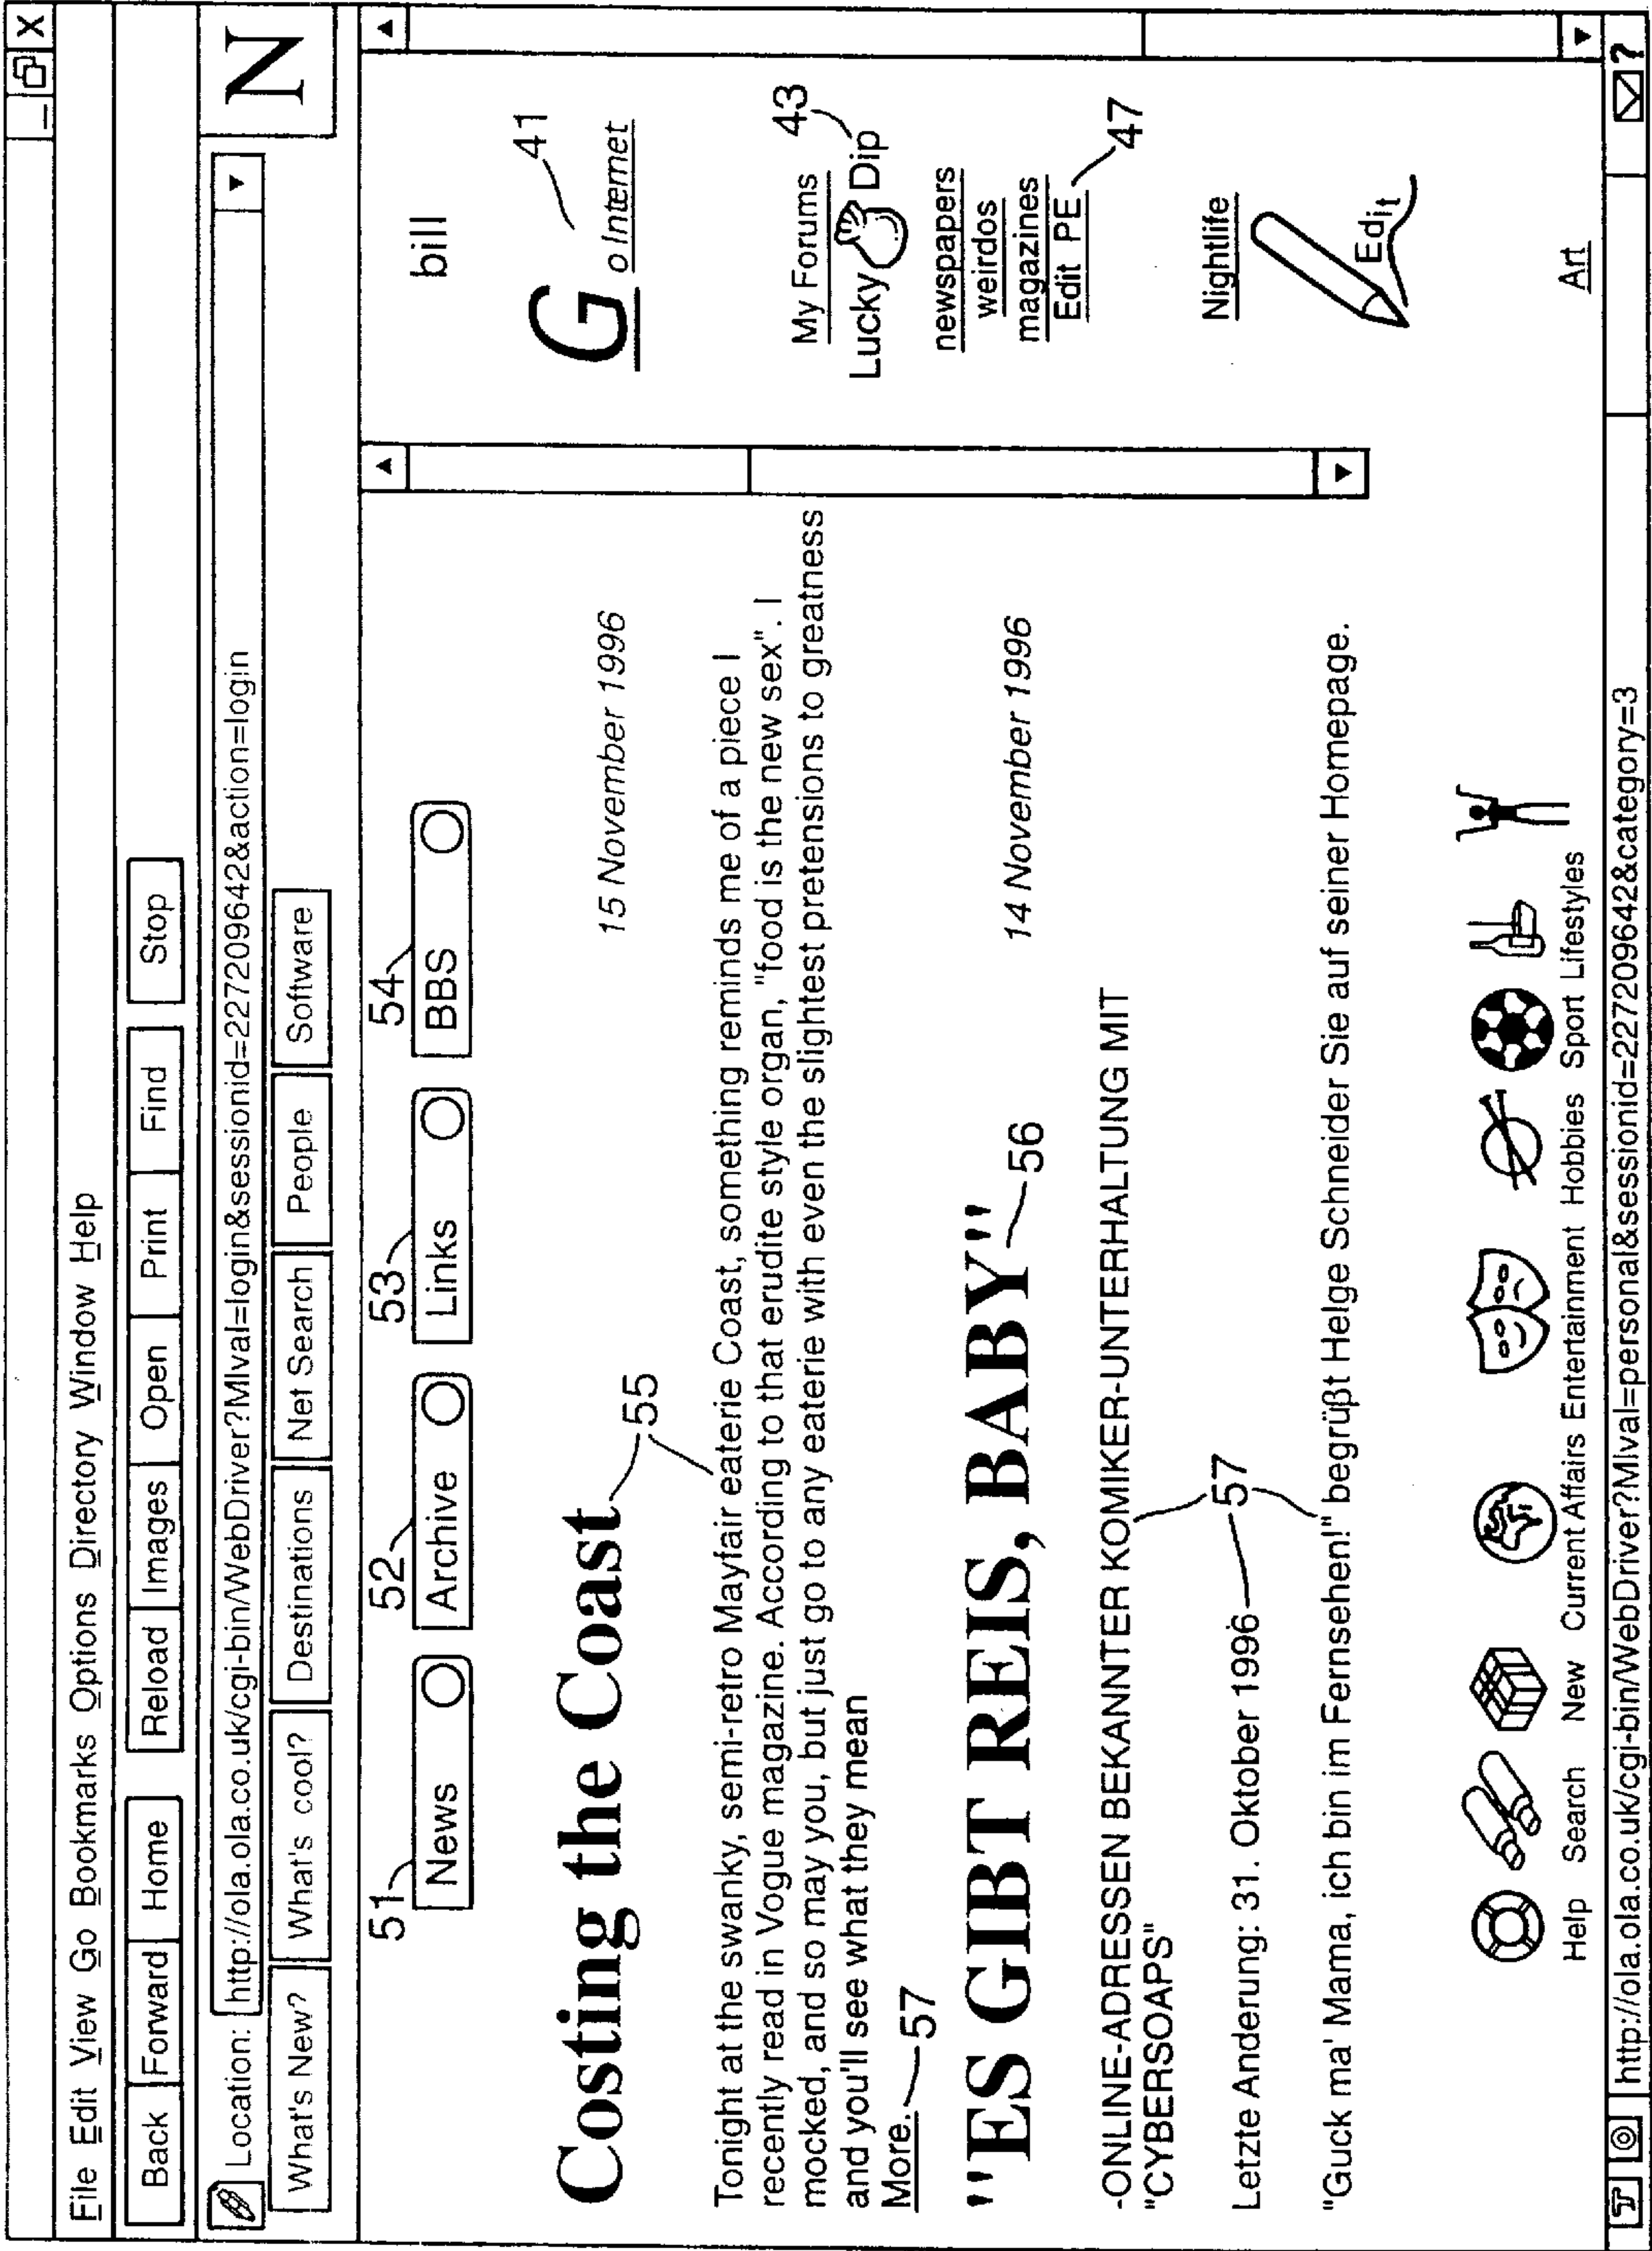 N
File Edit View Go Bookmarks Options Directory Window Help
Back Forward Home Reload Images Open Print Find Stop
Location: http://ola.ola.co.uk/cgi-bin/WebDriver?MIval=login&sessionid=2272209642&action=login
What's New? What's cool? Destinations Net Search People Software
51 52 53 54
News Archive Links BBS
bill
Costing the Coast 55 15 November 1996
Tonight at the swanky, semi-retro Mayfair eaterie Coast, something reminds me of a piece I
recently read in Vogue magazine. According to that erudite style organ, "food is the new sex". I
mocked, and so may you, but just go to any eaterie with even the slightest pretensions to greatness
and you'll see what they mean
More. 57
"ES GIBT REIS, BABY" 56 14 November 1996
-ONLINE-ADRESSEN BEKANNTER KOMIKER-UNTERHALTUNG MIT
"CYBERSOAPS"
57
Letzte Anderung: 31. Oktober 1996
"Guck ma' Mama, ich bin im Fernsehen!" begrüßt Helge Schneider Sie auf seiner Homepage.
41
Go Internet
My Forums 43
Lucky Dip
newspapers
weirdos
magazines
Edit PE 47
Nightlife
Edit
Art
Help Search New Current Affairs Entertainment Hobbies Sport Lifestyles
http://ola.ola.co.uk/cgi-bin/WebDriver?MIval=personal&sessionid=2272209642&category=3